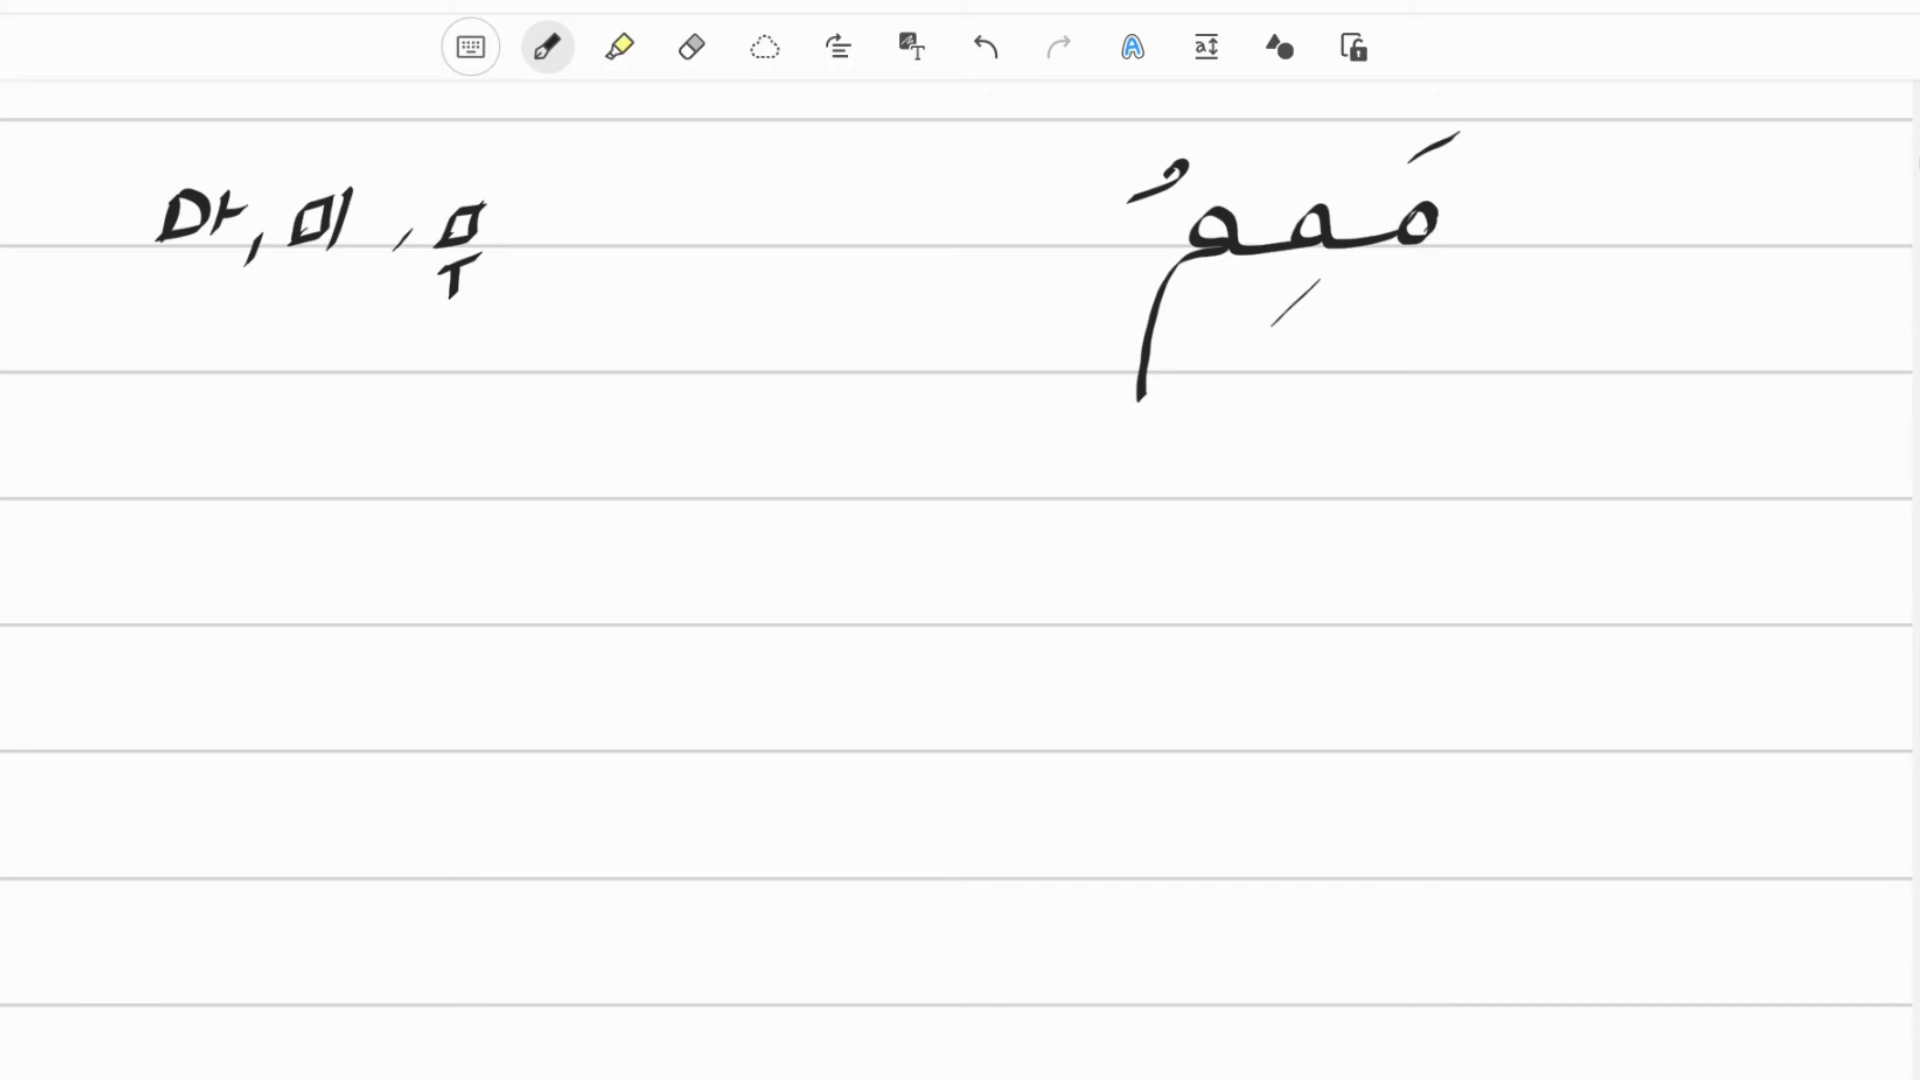 마, 미, 무 مَمِمُ